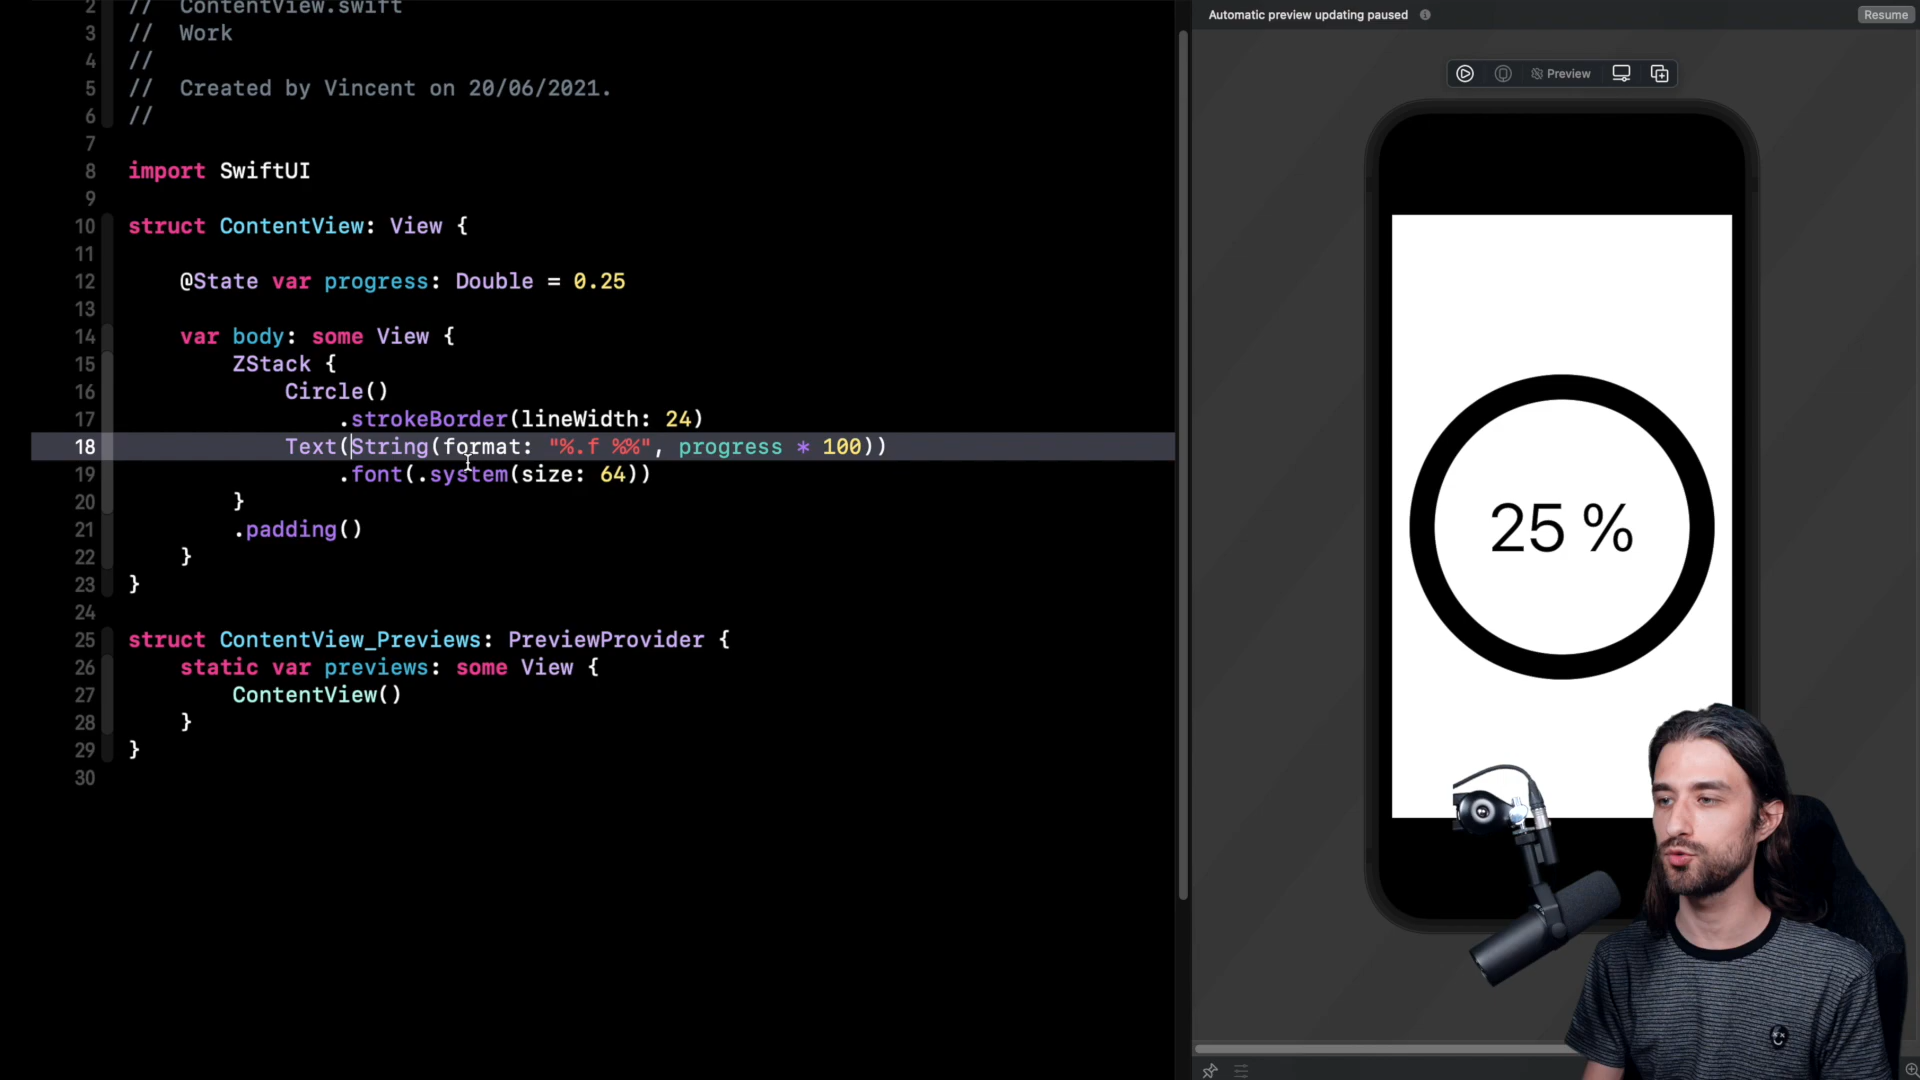 2 // ContentView.swift
3 // Work
4 //
5 // Created by Vincent on 20/06/2021.
6 //
7
8 import SwiftUI
9
10 struct ContentView: View {
11
12 @State var progress: Double = 0.25
13
14 var body: some View {
15 ZStack {
16 Circle()
17 .strokeBorder(lineWidth: 24)
18 Text(String(format: "%.f %%", progress * 100))
19 .font(.system(size: 64))
20 }
21 .padding()
22 }
23 }
24
25 struct ContentView_Previews: PreviewProvider {
26 static var previews: some View {
27 ContentView()
28 }
29 }
30
Automatic preview updating paused
Resume
Preview
25 %